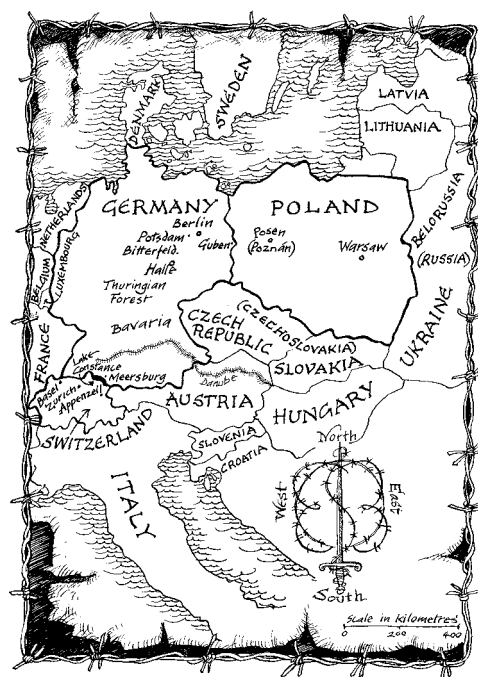 DENMARK
SWEDEN
LATVIA
LITHUANIA
NETHERLANDS
BELGIUM
LUXEMBOURG
GERMANY
Berlin
Potsdam
Bitterfeld
Guben
Halle
Thuringian
Forest
Bavaria
POLAND
Posen
(Poznań)
Warsaw
BELORUSSIA
(RUSSIA)
UKRAINE
CZECH
REPUBLIC
(CZECHOSLOVAKIA)
SLOVAKIA
FRANCE
Lake
Constance
Meersburg
Danube
Basel
Zurich
Appenzell
SWITZERLAND
AUSTRIA
HUNGARY
SLOVENIA
CROATIA
ITALY
North
West
East
South
Scale in kilometres
0 200 400